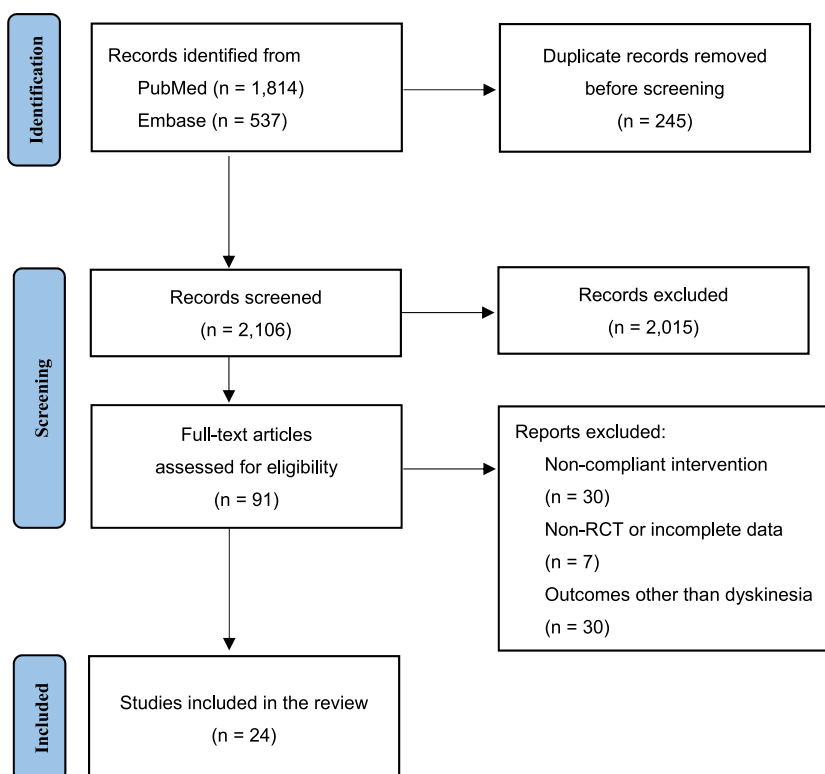 Identification
Records identified from
PubMed (n = 1,814)
Embase (n = 537)
Duplicate records removed
before screening
(n = 245)
Screening
Records screened
(n = 2,106)
Records excluded
(n = 2,015)
Full-text articles
assessed for eligibility
(n = 91)
Reports excluded:
Non-compliant intervention
(n = 30)
Non-RCT or incomplete data
(n = 7)
Outcomes other than dyskinesia
(n = 30)
Included
Studies included in the review
(n = 24)